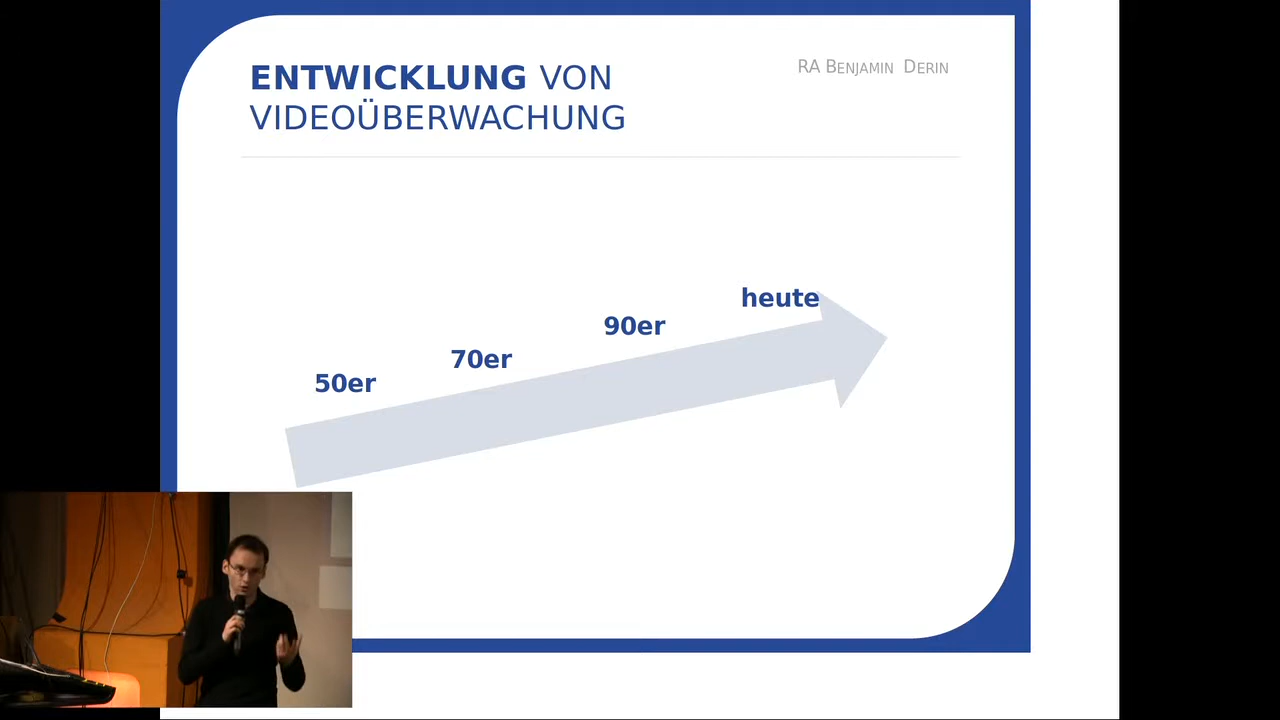 ENTWICKLUNG VON
VIDEOÜBERWACHUNG
RA BENJAMIN DERIN
50er
70er
90er
heute